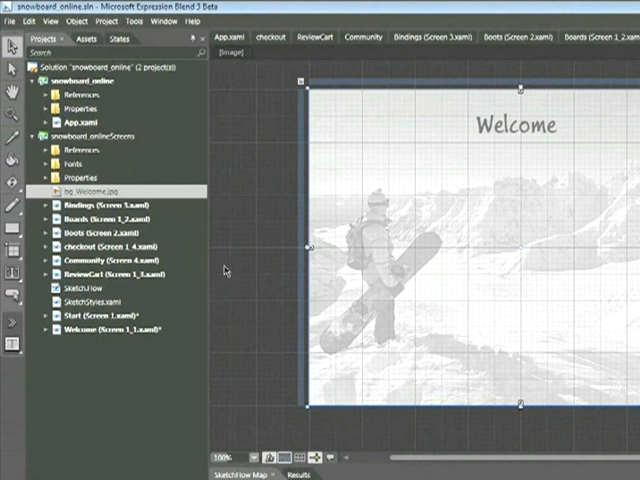 snowboard_online.sln - Microsoft Expression Blend 3 Beta
File Edit View Object Project Tools Window Help
Projects × Assets States
App.xaml checkout ReviewCart Community Bindings (Screen 3.xaml) Boots (Screen 2.xaml) Boards (Screen 1_2.xaml)
Search
[Image]
Solution "snowboard_online" (2 project(s))
snowboard_online
References
Properties
App.xaml
snowboard_onlineScreens
References
Fonts
Properties
bg_Welcome.jpg
Bindings (Screen 3.xaml)
Boards (Screen 1_2.xaml)
Boots (Screen 2.xaml)
checkout (Screen 1_4.xaml)
Community (Screen 4.xaml)
ReviewCart (Screen 1_3.xaml)
Sketch.Flow
SketchStyles.xaml
Start (Screen 1.xaml)*
Welcome (Screen 1_1.xaml)*
Welcome
100%
SketchFlow Map × Results